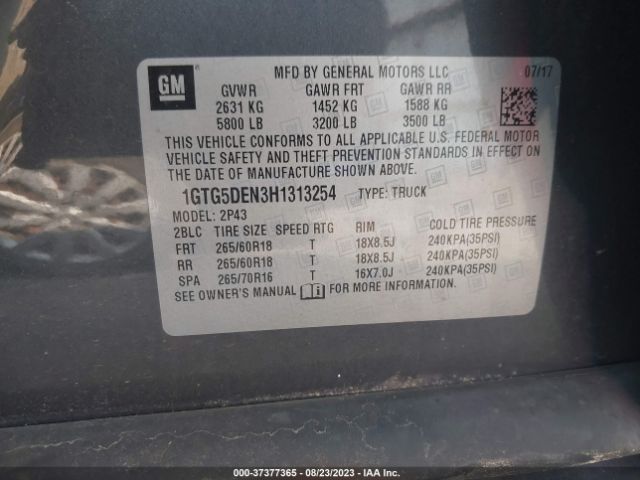 GM
MFD BY GENERAL MOTORS LLC 07/17
GVWR GAWR FRT GAWR RR
2631 KG 1452 KG 1588 KG
5800 LB 3200 LB 3500 LB
THIS VEHICLE CONFORMS TO ALL APPLICABLE U.S. FEDERAL MOTOR
VEHICLE SAFETY AND THEFT PREVENTION STANDARDS IN EFFECT ON
THE DATE OF MANUFACTURE SHOWN ABOVE.
1GTG5DEN3H1313254 TYPE: TRUCK
MODEL: 2P43
2BLC TIRE SIZE SPEED RTG RIM COLD TIRE PRESSURE
FRT 265/60R18 T 18X8.5J 240KPA(35PSI)
RR 265/60R18 T 18X8.5J 240KPA(35PSI)
SPA 265/70R16 T 16X7.0J 240KPA(35PSI)
SEE OWNER'S MANUAL FOR MORE INFORMATION.
000-37377365 - 08/23/2023 - IAA Inc.